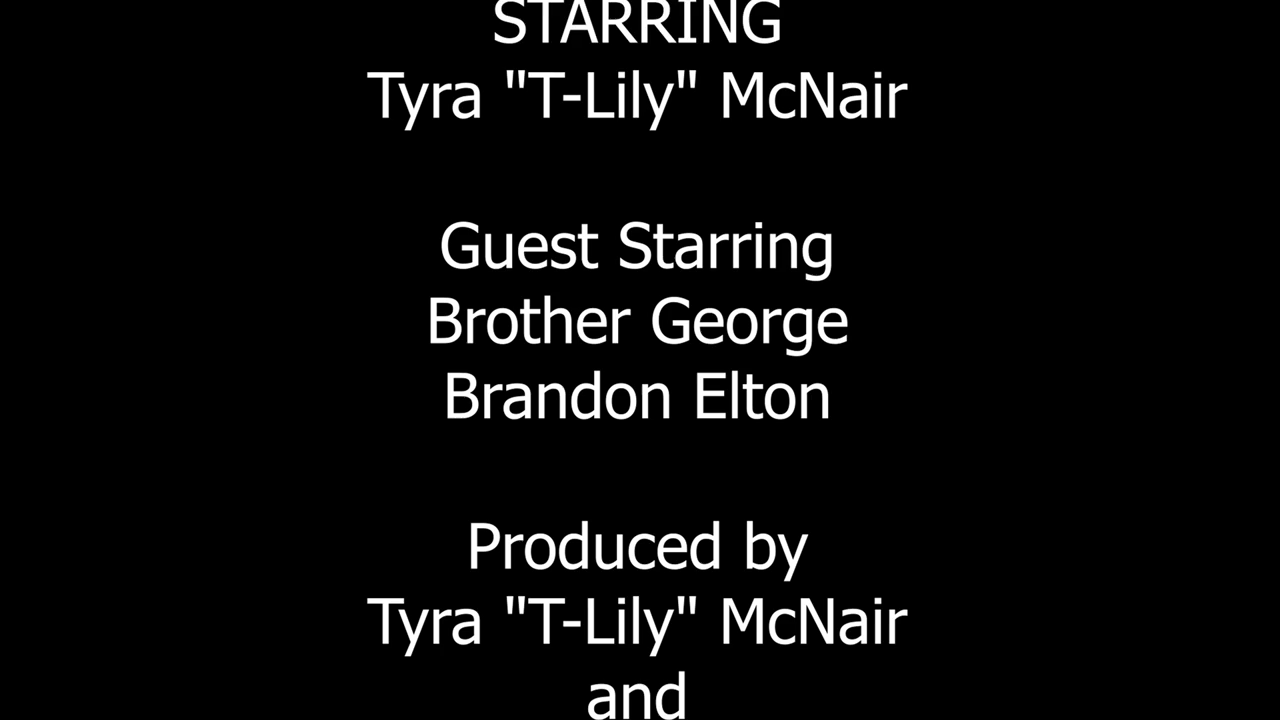 STARRING
Tyra "T-Lily" McNair
Guest Starring
Brother George
Brandon Elton
Produced by
Tyra "T-Lily" McNair
and